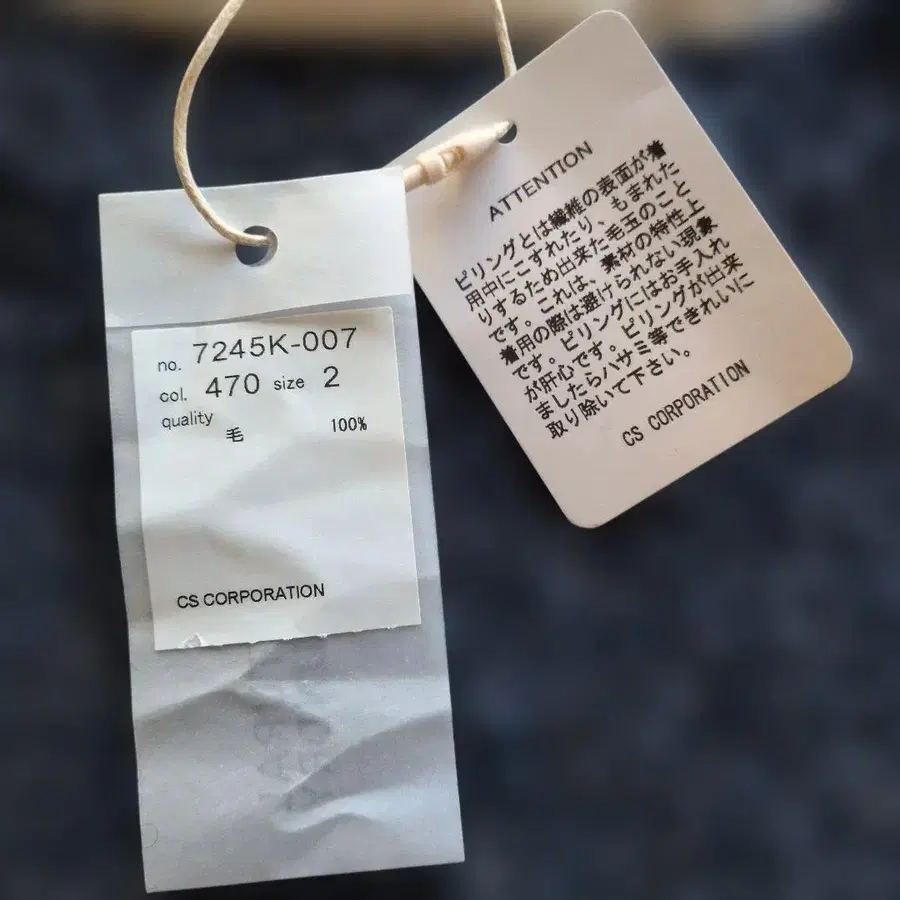 no. 7245K-007
col. 470 size 2
quality
毛 100%
CS CORPORATION
ATTENTION
ピリングとは繊維の表面が着
用中にこすれたり、もまれた
りするため出来た毛玉のこと
です。これは、素材の特性上
着用の際は避けられない現象
です。ピリングにはお手入れ
が肝心です。ピリングが出来
ましたらハサミ等できれいに
取り除いて下さい。
CS CORPORATION